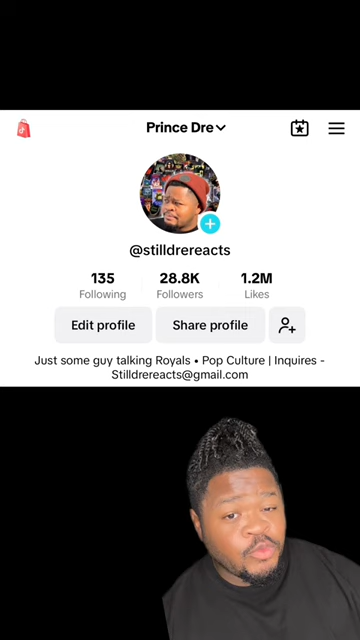 Prince Dre
@stilldrereacts
135
28.8K
1.2M
Following
Followers
Likes
Edit profile
Share profile
Just some guy talking Royals • Pop Culture | Inquires -
Stilldrereacts@gmail.com